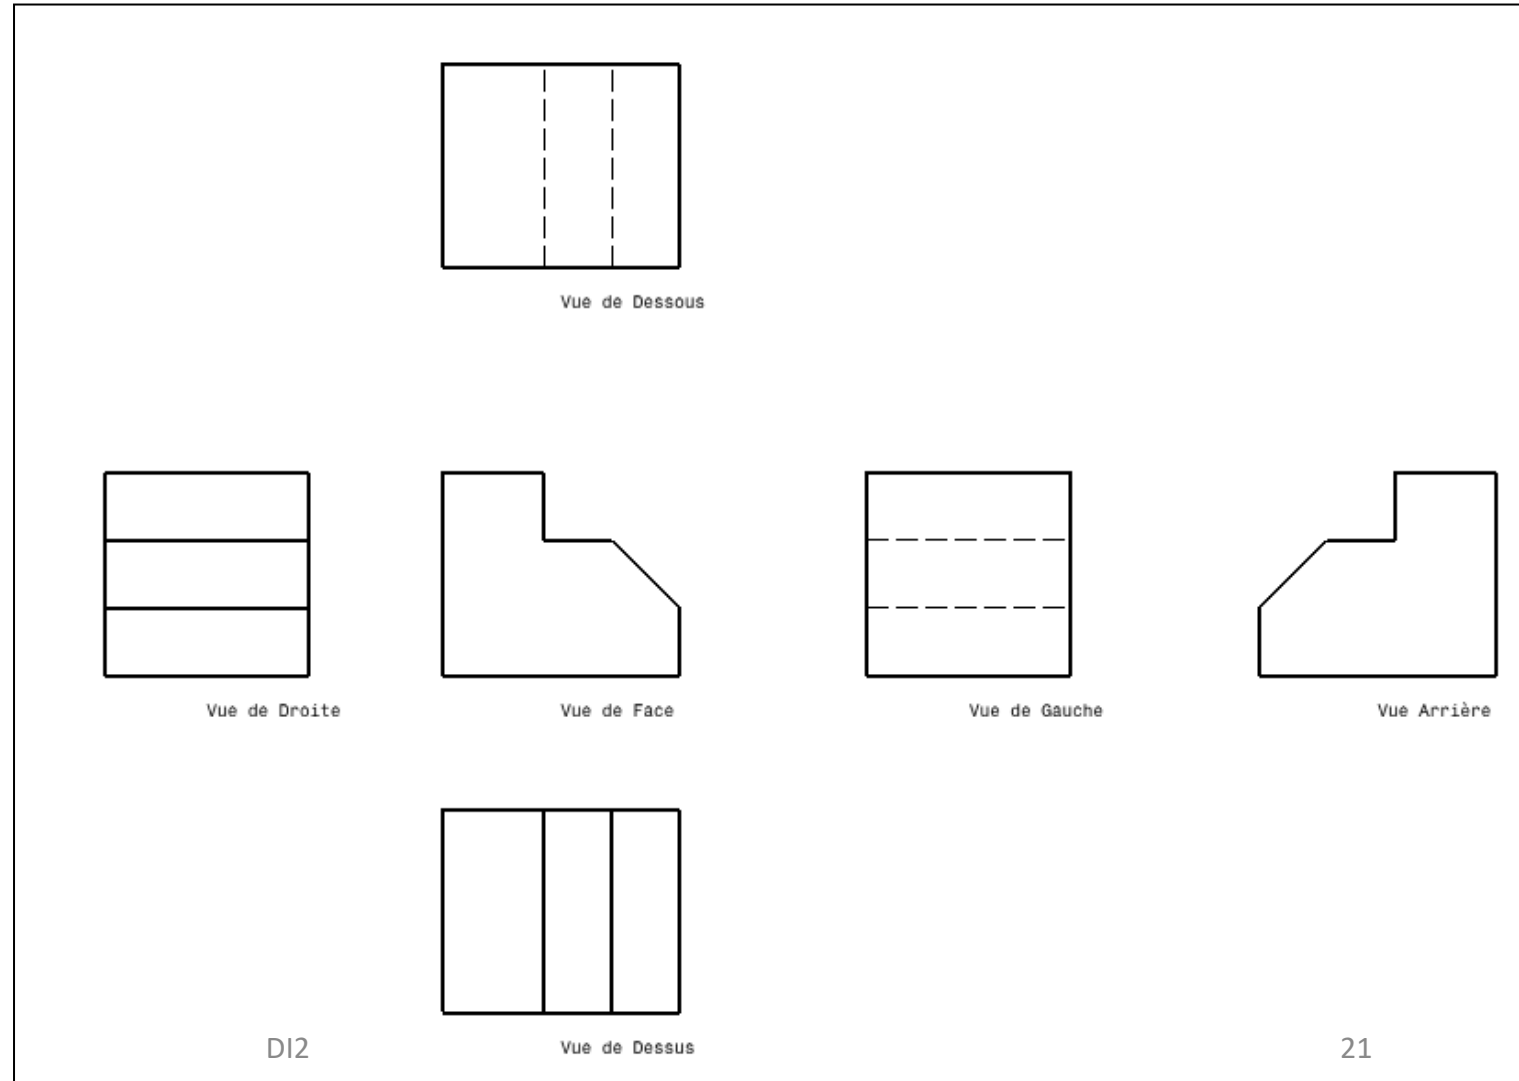 Vue de Dessous
Vue de Droite
Vue de Face
Vue de Gauche
Vue Arrière
Vue de Dessus
DI2
21